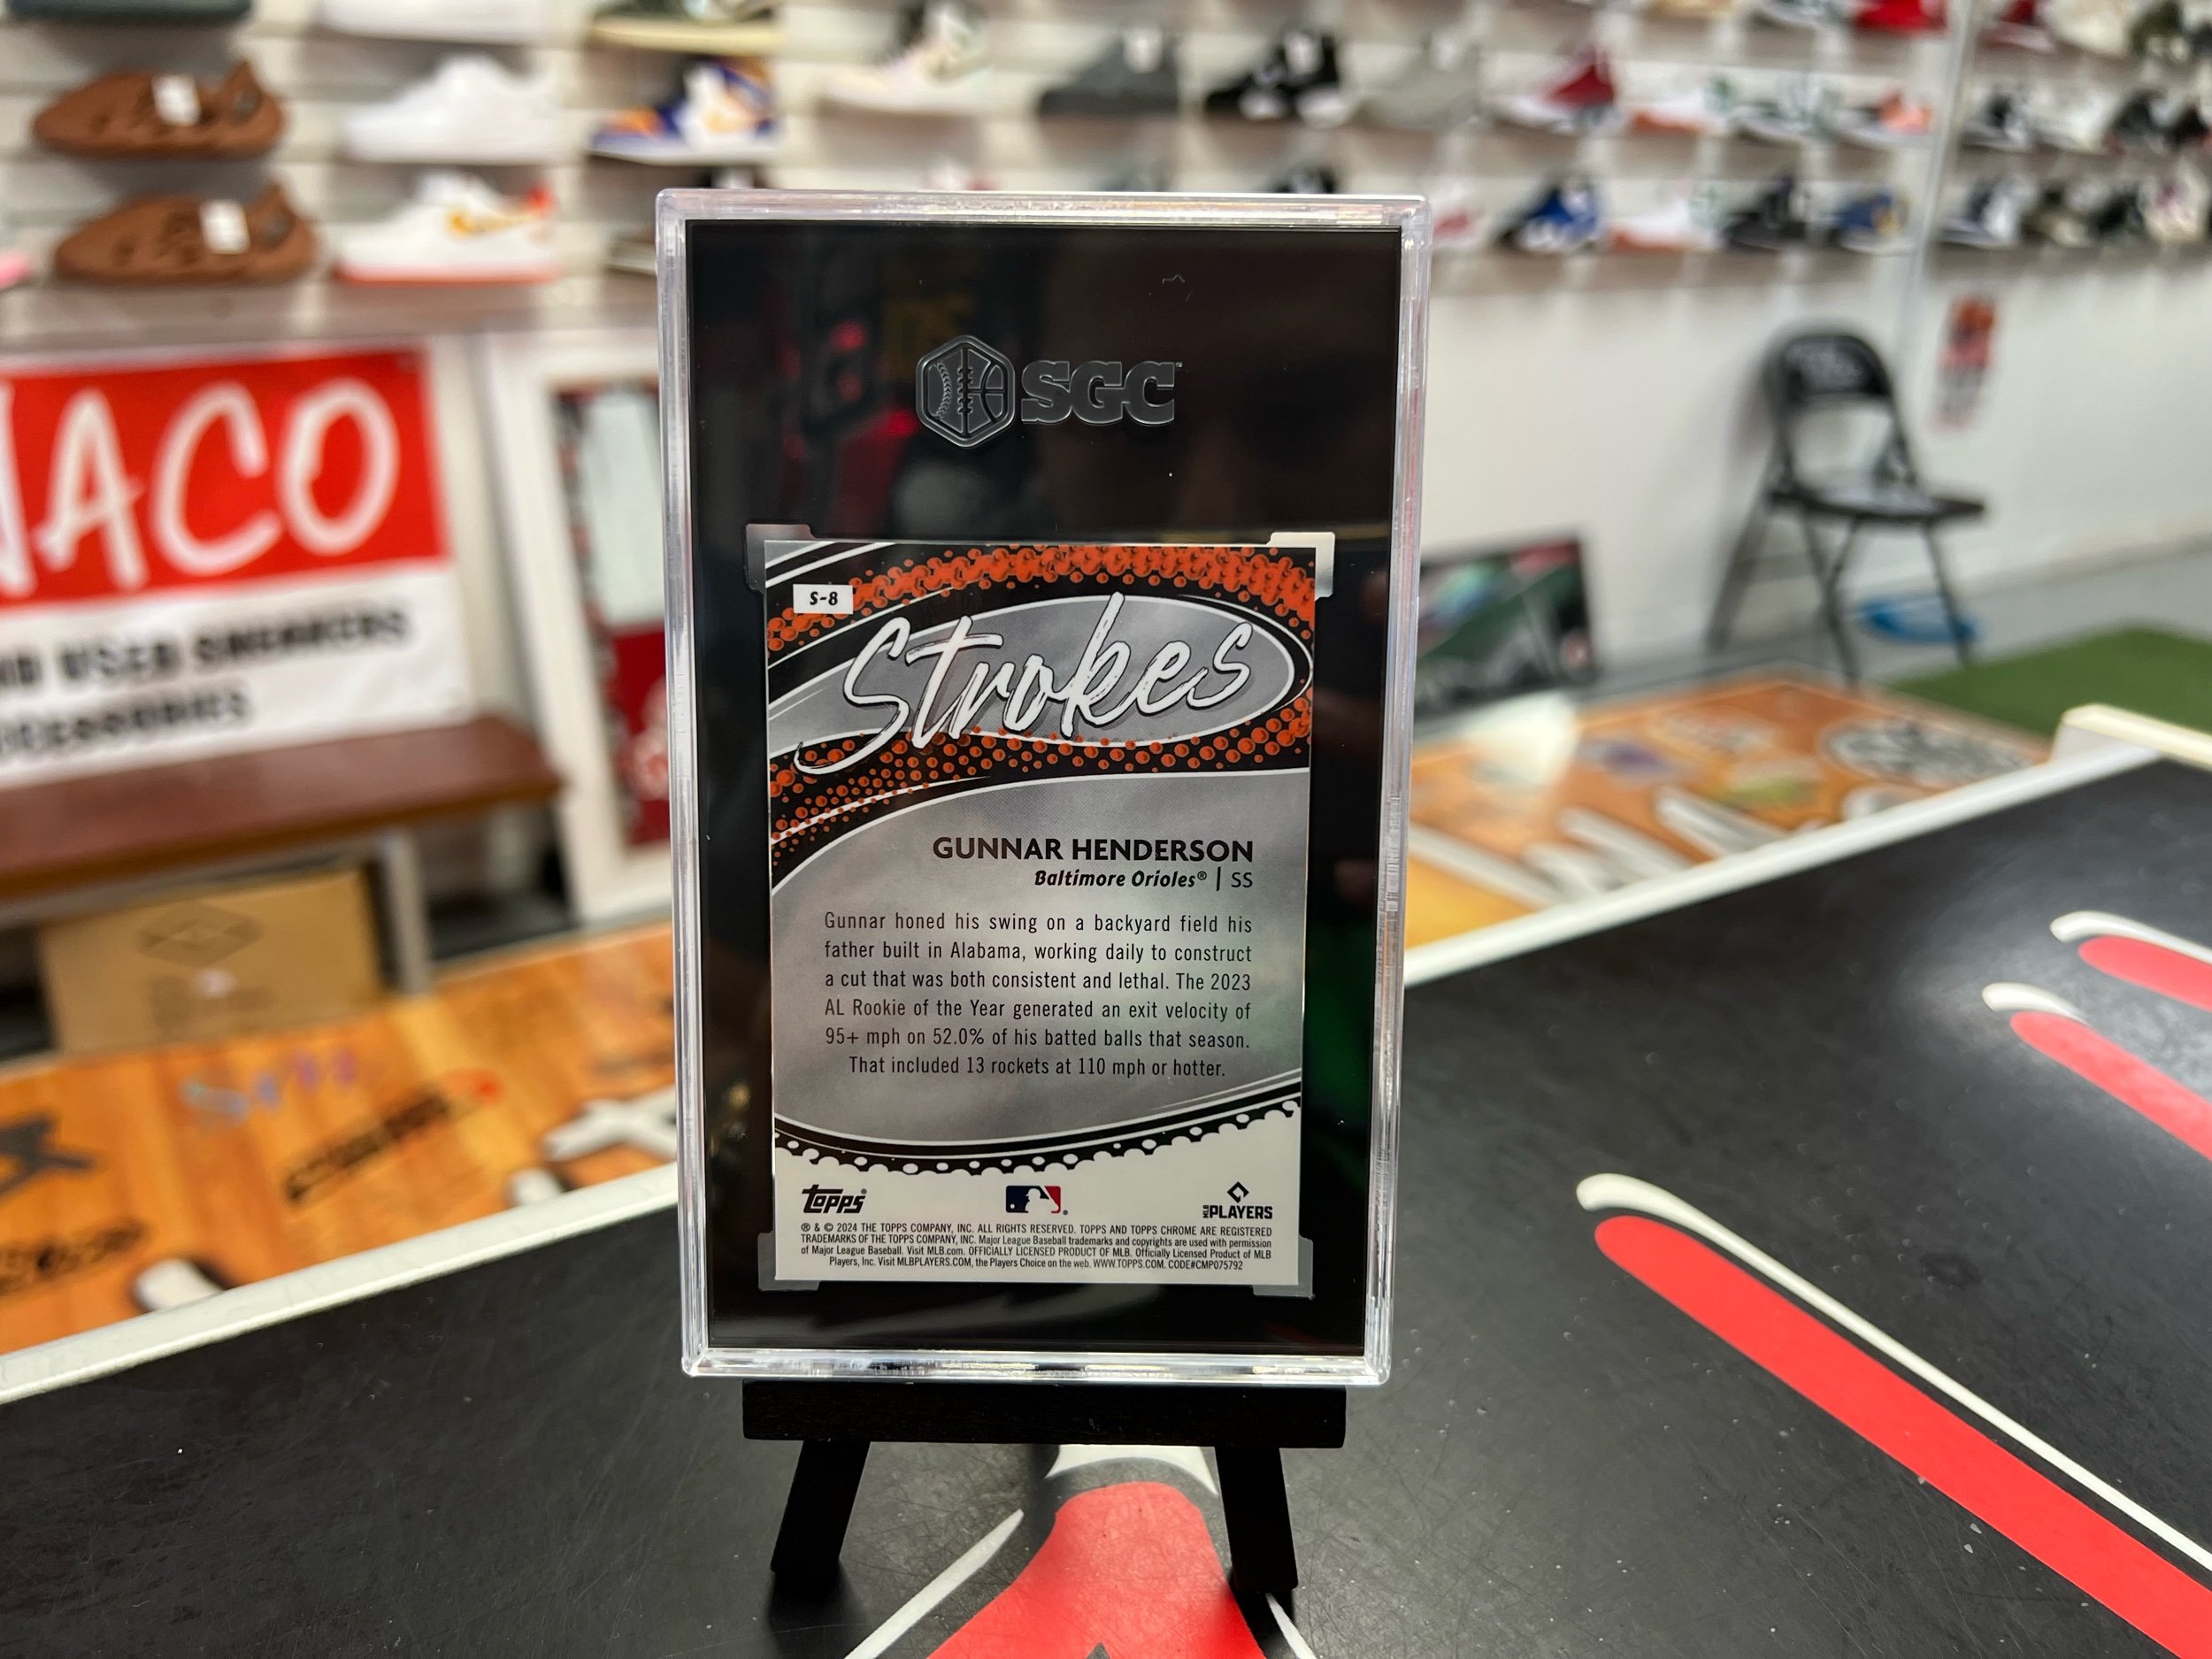 SGC
S-8
Strokes
GUNNAR HENDERSON
Baltimore Orioles® | SS
Gunnar honed his swing on a backyard field his
father built in Alabama, working daily to construct
a cut that was both consistent and lethal. The 2023
AL Rookie of the Year generated an exit velocity of
95+ mph on 52.0% of his batted balls that season.
That included 13 rockets at 110 mph or hotter.
topps®
MLB PLAYERS
® & © 2024 THE TOPPS COMPANY, INC. ALL RIGHTS RESERVED. TOPPS AND TOPPS CHROME ARE REGISTERED
TRADEMARKS OF THE TOPPS COMPANY, INC. Major League Baseball trademarks and copyrights are used with permission
of Major League Baseball. Visit MLB.com. OFFICIALLY LICENSED PRODUCT OF MLB. Officially Licensed Product of MLB
Players, Inc. Visit MLBPLAYERS.COM, the Players Choice on the web. WWW.TOPPS.COM. CODE#CMP075792
ACO
USED SNEAKERS